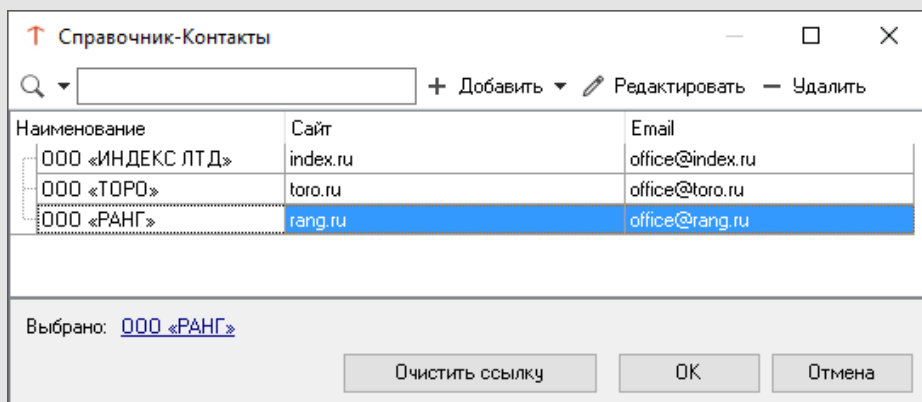 Справочник-Контакты
Добавить Редактировать Удалить
Наименование Сайт Email
ООО «ИНДЕКС ЛТД» index.ru office@index.ru
ООО «ТОРО» toro.ru office@toro.ru
ООО «РАНГ» rang.ru office@rang.ru
Выбрано: ООО «РАНГ»
Очистить ссылку OK Отмена